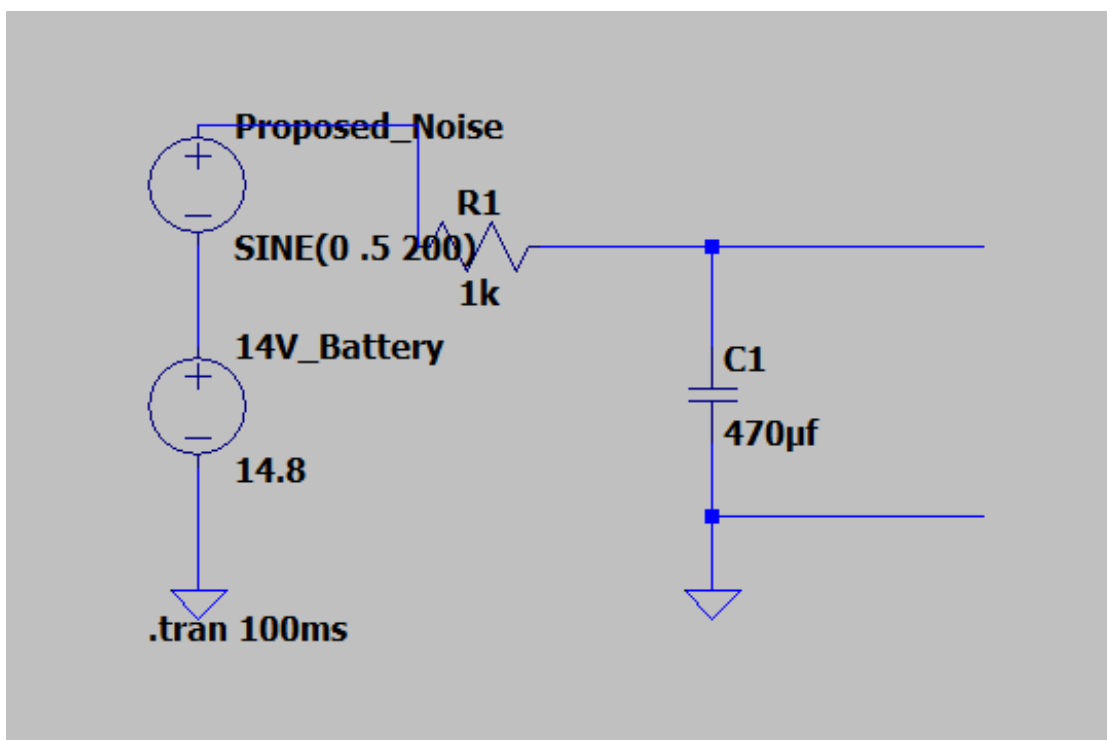 Proposed_Noise
R1
SINE(0 .5 200)
1k
14V_Battery
C1
470µf
14.8
.tran 100ms